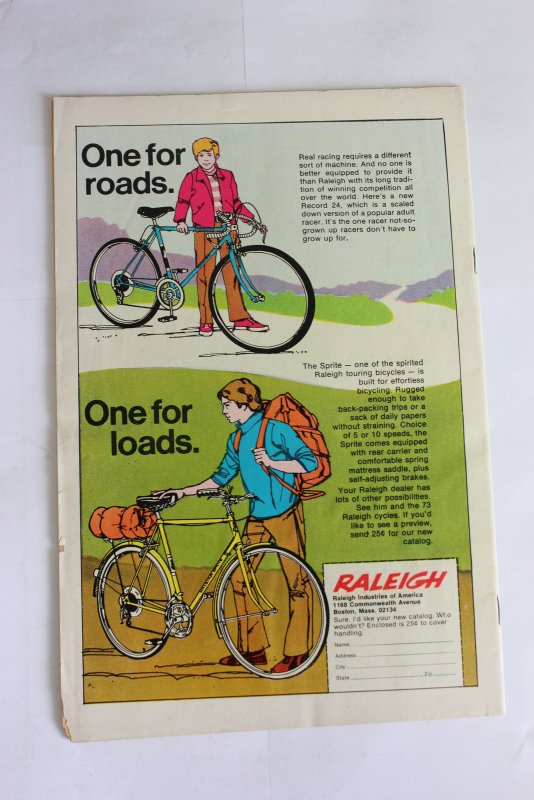 One for
roads.
Real racing requires a different
sort of machine. And no one is
better equipped to provide it
than Raleigh with its long tradi-
tion of winning competition all
over the world. Here's a new
Record 24, which is a scaled
down version of a popular adult
racer. It's the one racer not-so-
grown up racers don't have to
grow up for.
The Sprite — one of the spirited
Raleigh touring bicycles — is
built for effortless
bicycling. Rugged
enough to take
back-packing trips or a
sack of daily papers
without straining. Choice
of 5 or 10 speeds, the
Sprite comes equipped
with rear carrier and
comfortable spring
mattress saddle, plus
self-adjusting brakes.
Your Raleigh dealer has
lots of other possibilities.
See him and the 73
Raleigh cycles. If you'd
like to see a preview,
send 25¢ for our new
catalog.
One for
loads.
RALEIGH
Raleigh Industries of America
1168 Commonwealth Avenue
Boston, Mass. 02134
Sure. I'd like your new catalog. Who
wouldn't? Enclosed is 25¢ to cover
handling.
Name
Address
City
State Zip